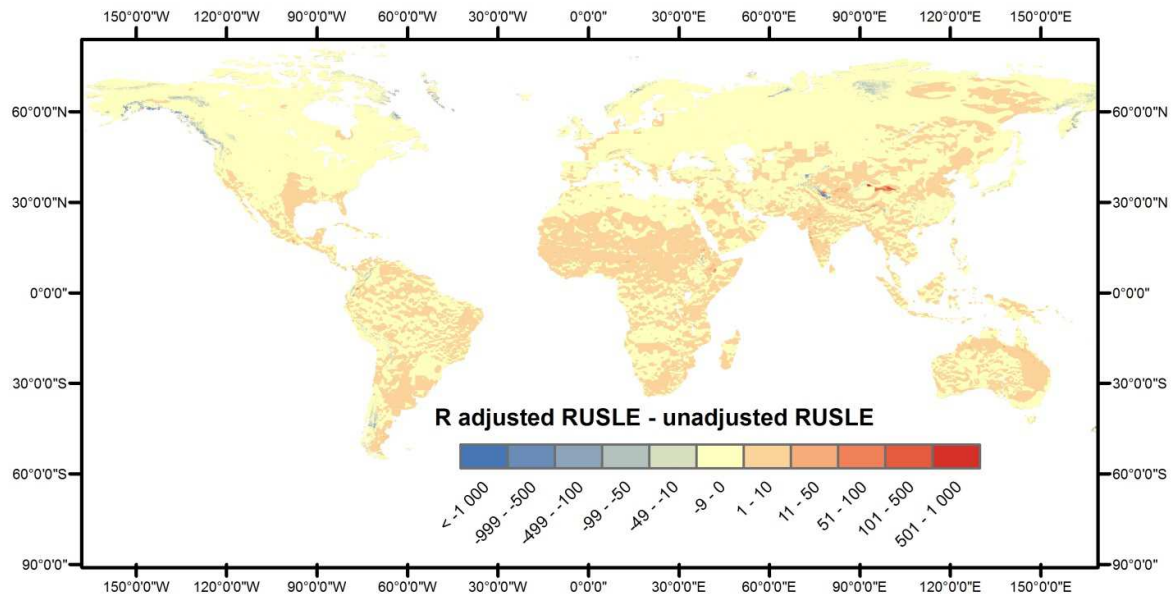 150°0'0"W 120°0'0"W 90°0'0"W 60°0'0"W 30°0'0"W 0°0'0" 30°0'0"E 60°0'0"E 90°0'0"E 120°0'0"E 150°0'0"E
60°0'0"N 60°0'0"N
30°0'0"N 30°0'0"N
0°0'0" 0°0'0"
30°0'0"S 30°0'0"S
R adjusted RUSLE - unadjusted RUSLE
60°0'0"S 60°0'0"S
< -1 000 -999 - -500 -499 - -100 -99 - -50 -49 - -10 -9 - 0 1 - 10 11 - 50 51 - 100 101 - 500 501 - 1 000
90°0'0" 90°0'0"
150°0'0"W 120°0'0"W 90°0'0"W 60°0'0"W 30°0'0"W 0°0'0" 30°0'0"E 60°0'0"E 90°0'0"E 120°0'0"E 150°0'0"E